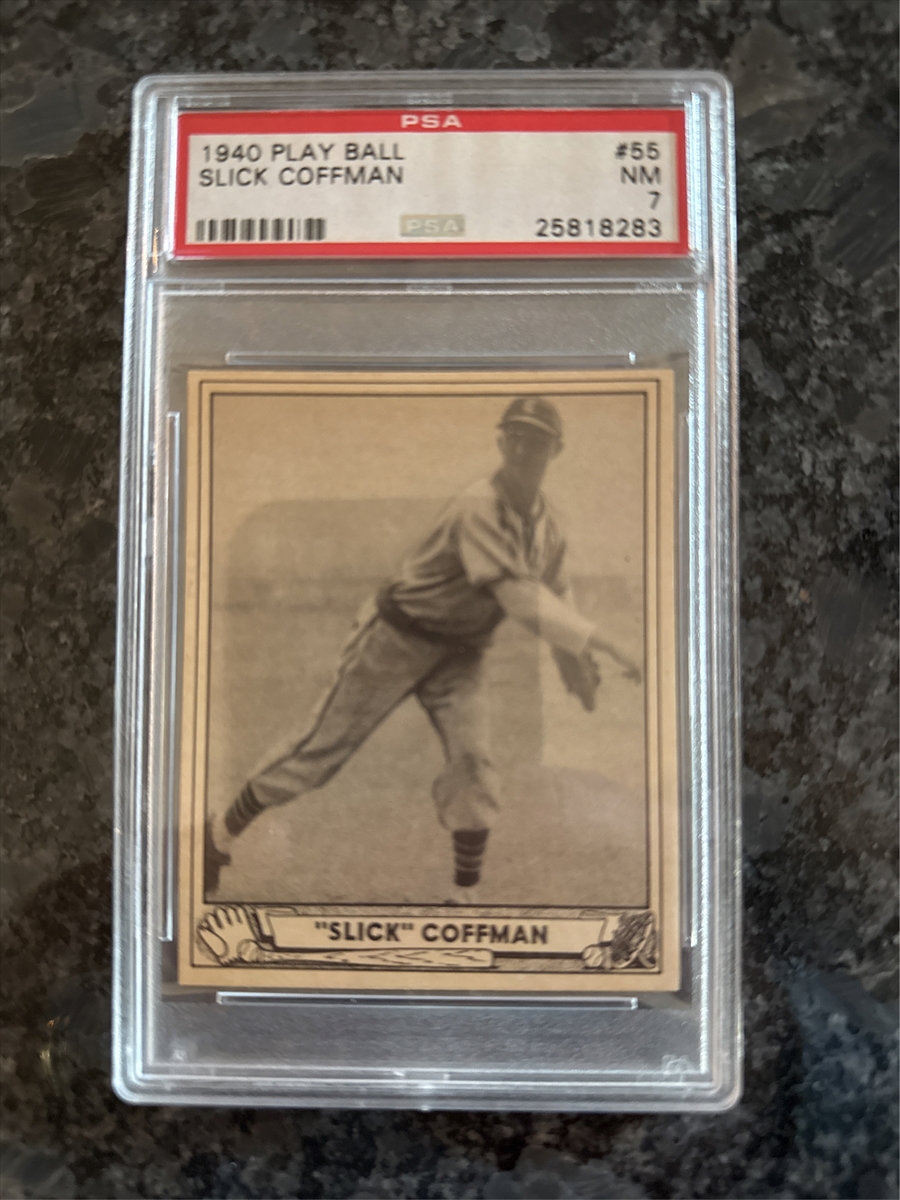 PSA
1940 PLAY BALL #55
SLICK COFFMAN NM
7
PSA 25818283
"SLICK" COFFMAN